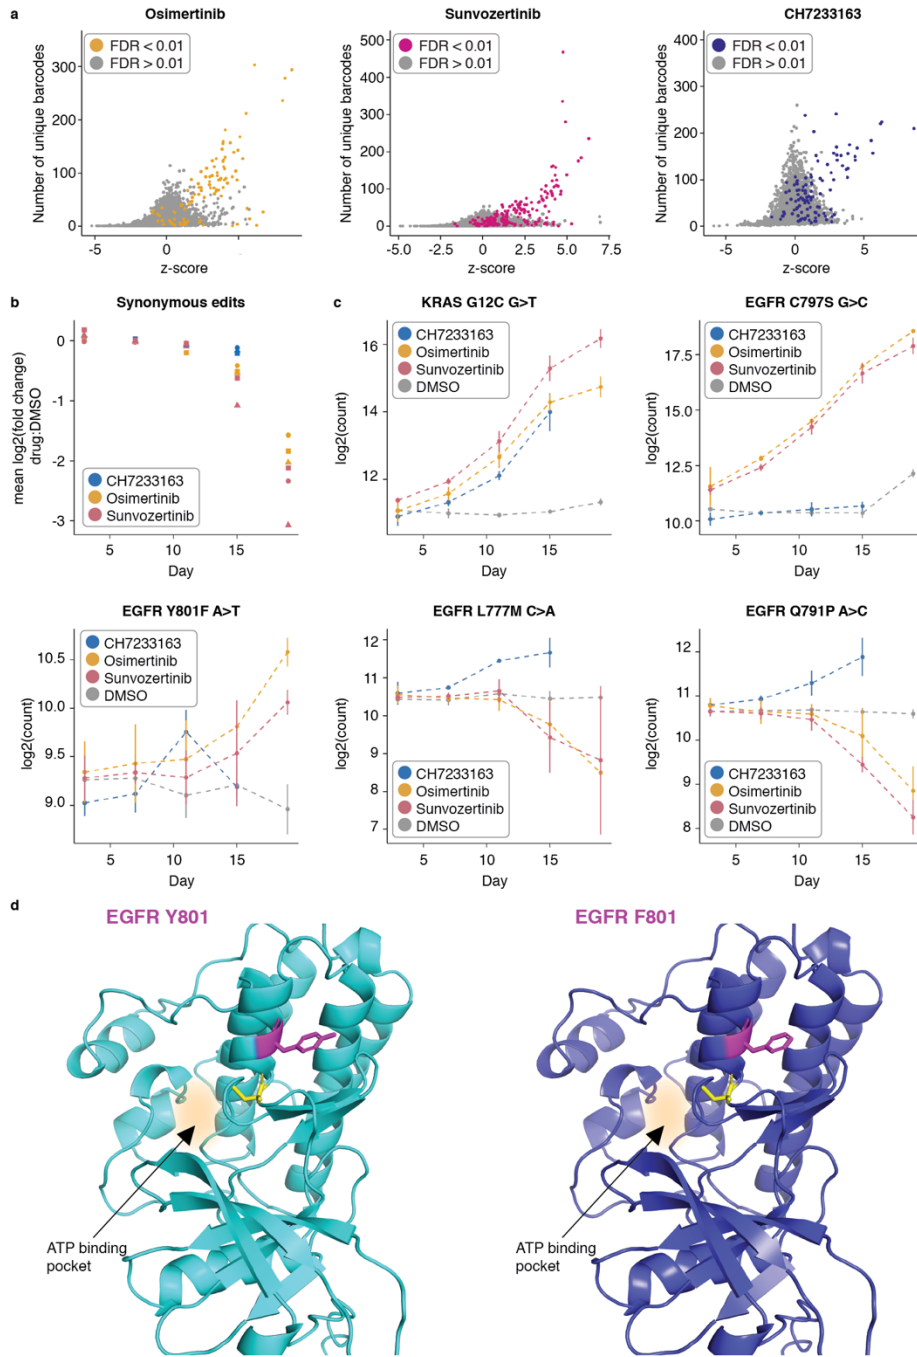 a
Osimertinib
Number of unique barcodes
300
200
100
0
FDR < 0.01
FDR > 0.01
-5
0
5
z-score
Sunvozertinib
Number of unique barcodes
500
400
300
200
100
0
FDR < 0.01
FDR > 0.01
-5.0
-2.5
0.0
2.5
5.0
7.5
z-score
CH7233163
Number of unique barcodes
400
300
200
100
0
FDR < 0.01
FDR > 0.01
-5
0
5
z-score
b
Synonymous edits
mean log2(fold change)
drug:DMSO
0
-1
-2
-3
CH7233163
Osimertinib
Sunvozertinib
5
10
15
Day
c
KRAS G12C G>T
log2(count)
16
14
12
CH7233163
Osimertinib
Sunvozertinib
DMSO
5
10
15
Day
EGFR C797S G>C
log2(count)
17.5
15.0
12.5
10.0
CH7233163
Osimertinib
Sunvozertinib
DMSO
5
10
15
Day
EGFR Y801F A>T
log2(count)
10.5
10.0
9.5
9.0
CH7233163
Osimertinib
Sunvozertinib
DMSO
5
10
15
Day
EGFR L777M C>A
log2(count)
12
11
10
9
8
7
CH7233163
Osimertinib
Sunvozertinib
DMSO
5
10
15
Day
EGFR Q791P A>C
log2(count)
12
11
10
9
8
CH7233163
Osimertinib
Sunvozertinib
DMSO
5
10
15
Day
d
EGFR Y801
ATP binding
pocket
EGFR F801
ATP binding
pocket